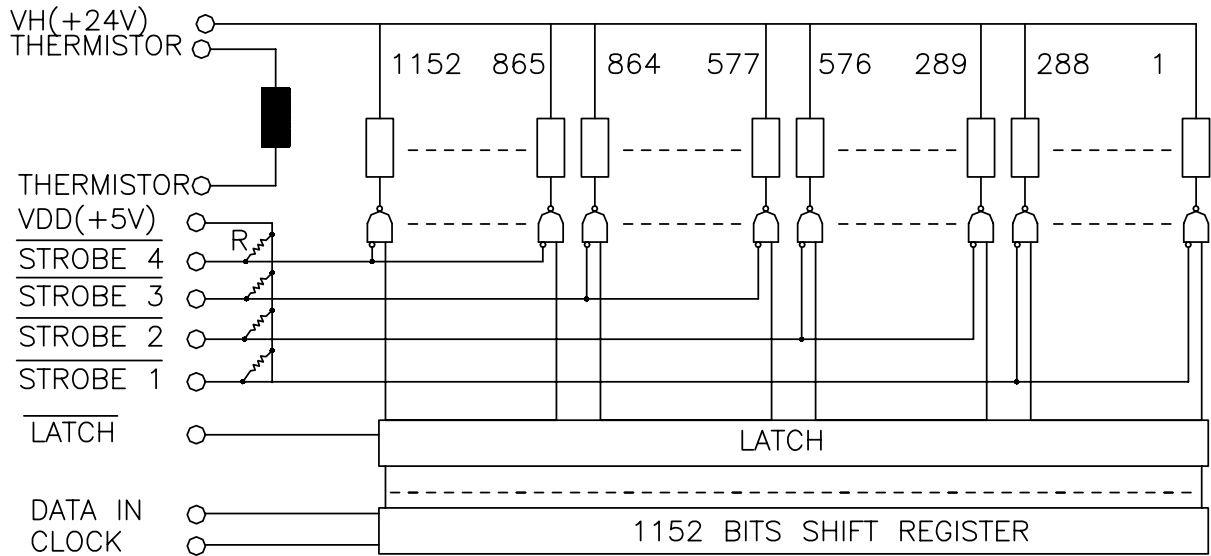 VH(+24V)
THERMISTOR
1152 865 864 577 576 289 288 1
THERMISTOR
VDD(+5V)
R
STROBE 4
STROBE 3
STROBE 2
STROBE 1
LATCH
LATCH
DATA IN
CLOCK
1152 BITS SHIFT REGISTER